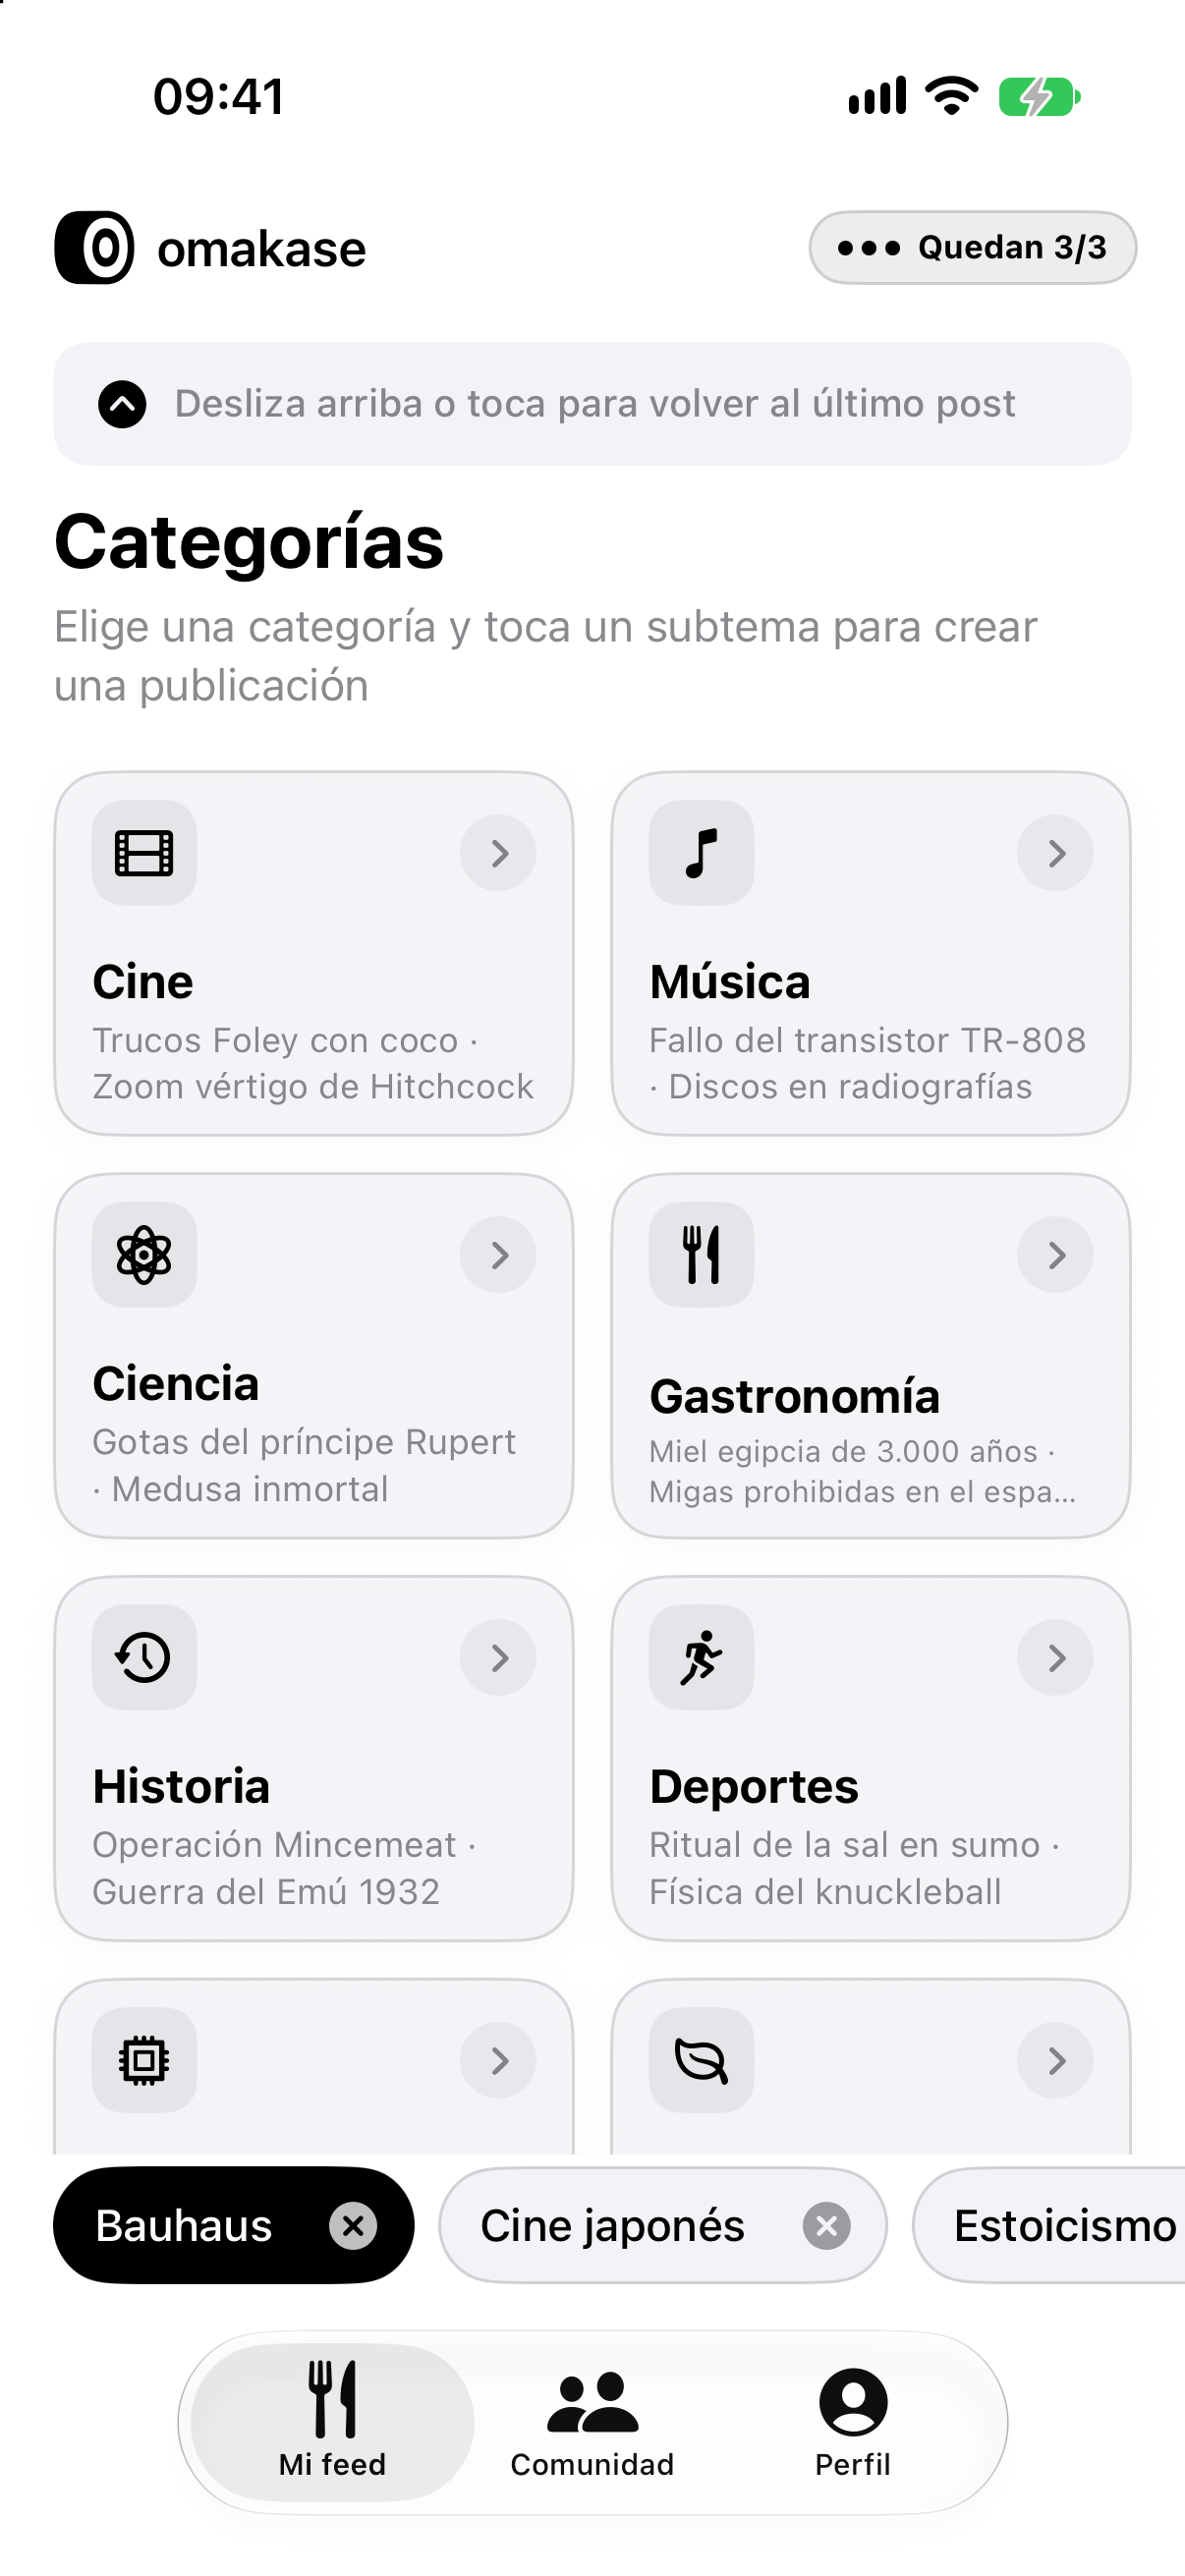 09:41
omakase
Quedan 3/3
Desliza arriba o toca para volver al último post
Categorías
Elige una categoría y toca un subtema para crear
una publicación
Cine
Trucos Foley con coco ·
Zoom vértigo de Hitchcock
Música
Fallo del transistor TR-808
· Discos en radiografías
Ciencia
Gotas del príncipe Rupert
· Medusa inmortal
Gastronomía
Miel egipcia de 3.000 años ·
Migas prohibidas en el espa...
Historia
Operación Mincemeat ·
Guerra del Emú 1932
Deportes
Ritual de la sal en sumo ·
Física del knuckleball
Bauhaus
Cine japonés
Estoicismo
Mi feed
Comunidad
Perfil